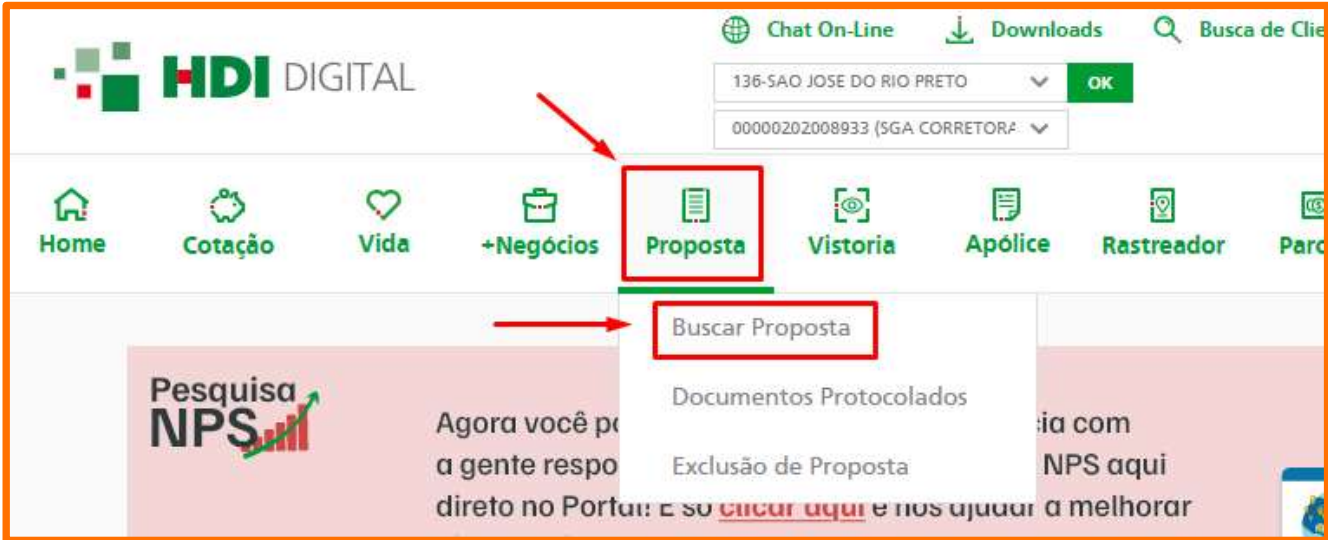 Chat On-Line Downloads Busca de Clie
HDI DIGITAL
136-SAO JOSE DO RIO PRETO OK
00000202008933 (SGA CORRETORA
Home Cotação Vida +Negócios Proposta Vistoria Apólice Rastreador Parc
Buscar Proposta
Documentos Protocolados
Exclusão de Proposta
Pesquisa
NPS
Agora você po cia com
a gente respo NPS aqui
direto no Portal! É só clicar aqui e nos ajudar a melhorar